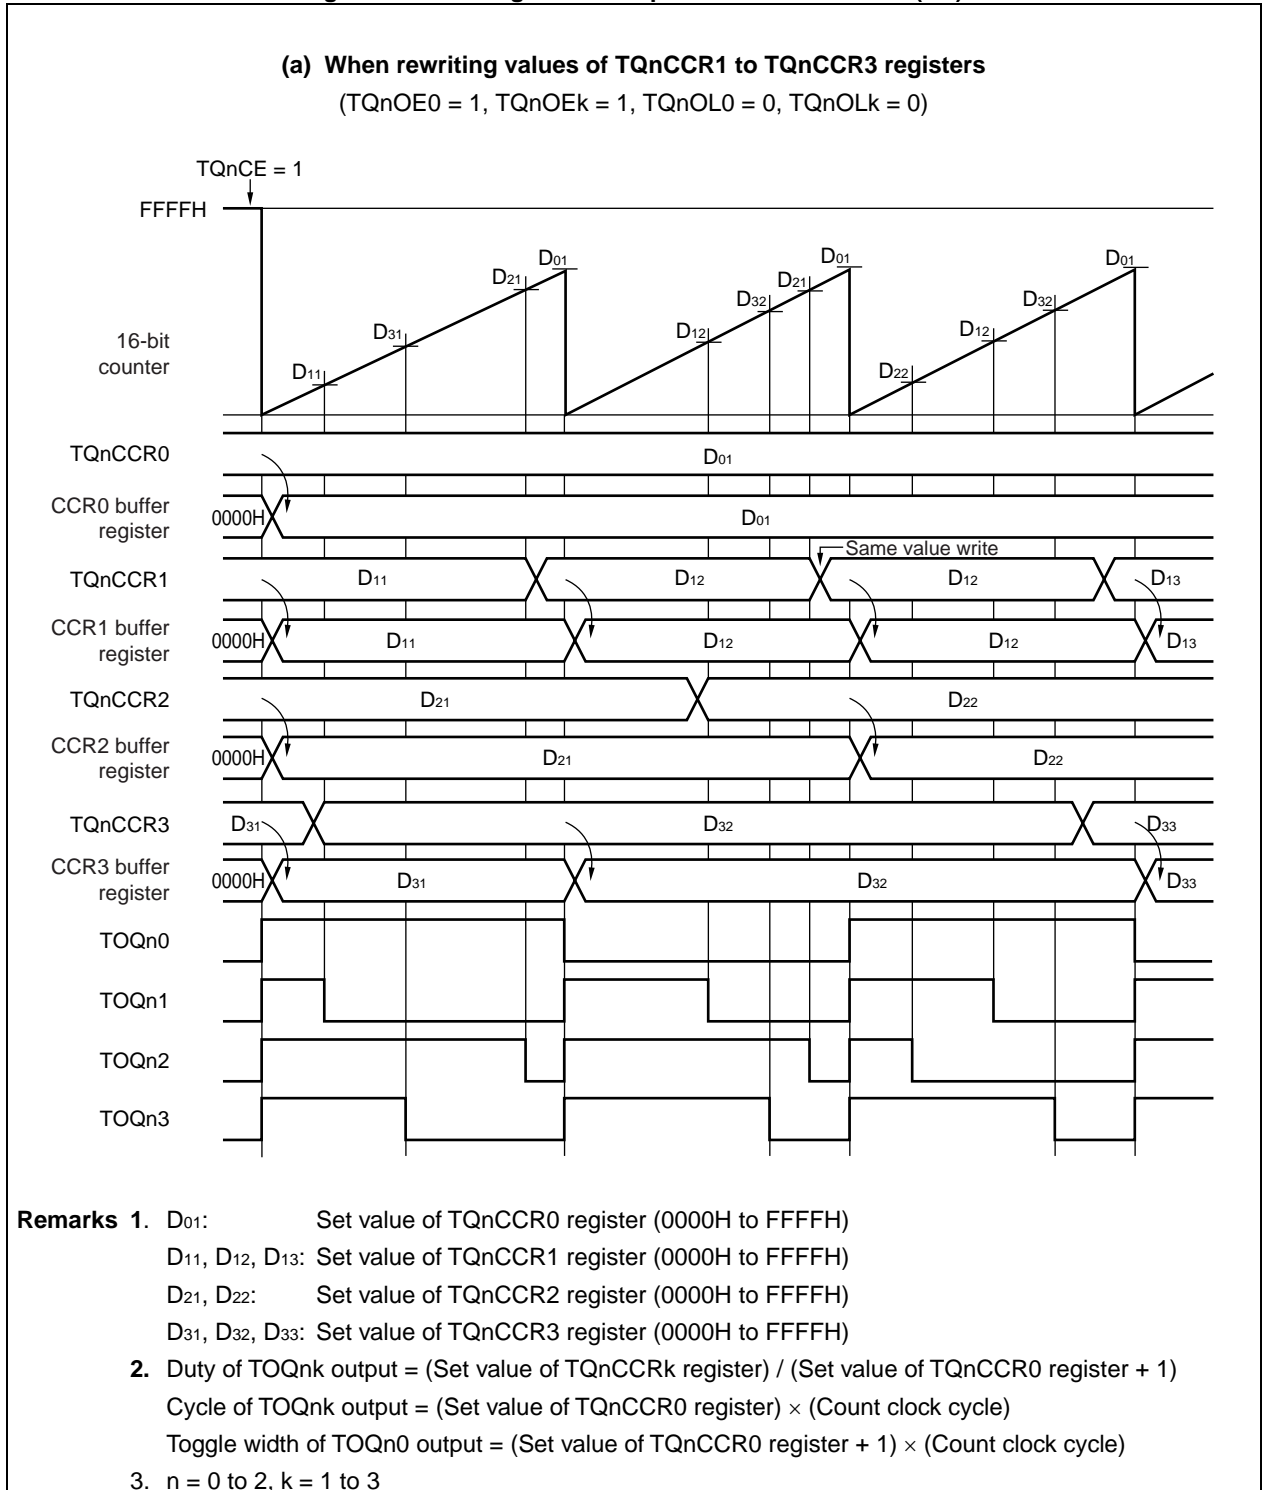 (a) When rewriting values of TQnCCR1 to TQnCCR3 registers
(TQnOE0 = 1, TQnOEk = 1, TQnOL0 = 0, TQnOLk = 0)
TQnCE = 1
FFFFH
D01 D01 D01
D21 D21
D32 D32
D31 D12 D12
16-bit
counter
D11 D22
TQnCCR0 D01
CCR0 buffer
register
0000H D01
Same value write
TQnCCR1 D11 D12 D12 D13
CCR1 buffer
register
0000H D11 D12 D12 D13
TQnCCR2 D21 D22
CCR2 buffer
register
0000H D21 D22
TQnCCR3 D31 D32 D33
CCR3 buffer
register
0000H D31 D32 D33
TOQn0
TOQn1
TOQn2
TOQn3
Remarks 1. D01: Set value of TQnCCR0 register (0000H to FFFFH)
D11, D12, D13: Set value of TQnCCR1 register (0000H to FFFFH)
D21, D22: Set value of TQnCCR2 register (0000H to FFFFH)
D31, D32, D33: Set value of TQnCCR3 register (0000H to FFFFH)
2. Duty of TOQnk output = (Set value of TQnCCRk register) / (Set value of TQnCCR0 register + 1)
Cycle of TOQnk output = (Set value of TQnCCR0 register) × (Count clock cycle)
Toggle width of TOQn0 output = (Set value of TQnCCR0 register + 1) × (Count clock cycle)
3. n = 0 to 2, k = 1 to 3